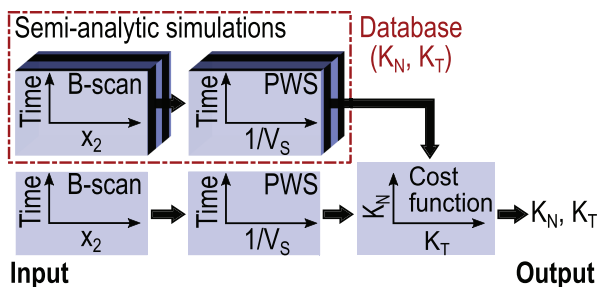 Semi-analytic simulations
Database
(K_N, K_T)
Time
B-scan
x_2
Time
PWS
1/V_S
Time
B-scan
x_2
Time
PWS
1/V_S
K_N
Cost
function
K_T
K_N, K_T
Input
Output